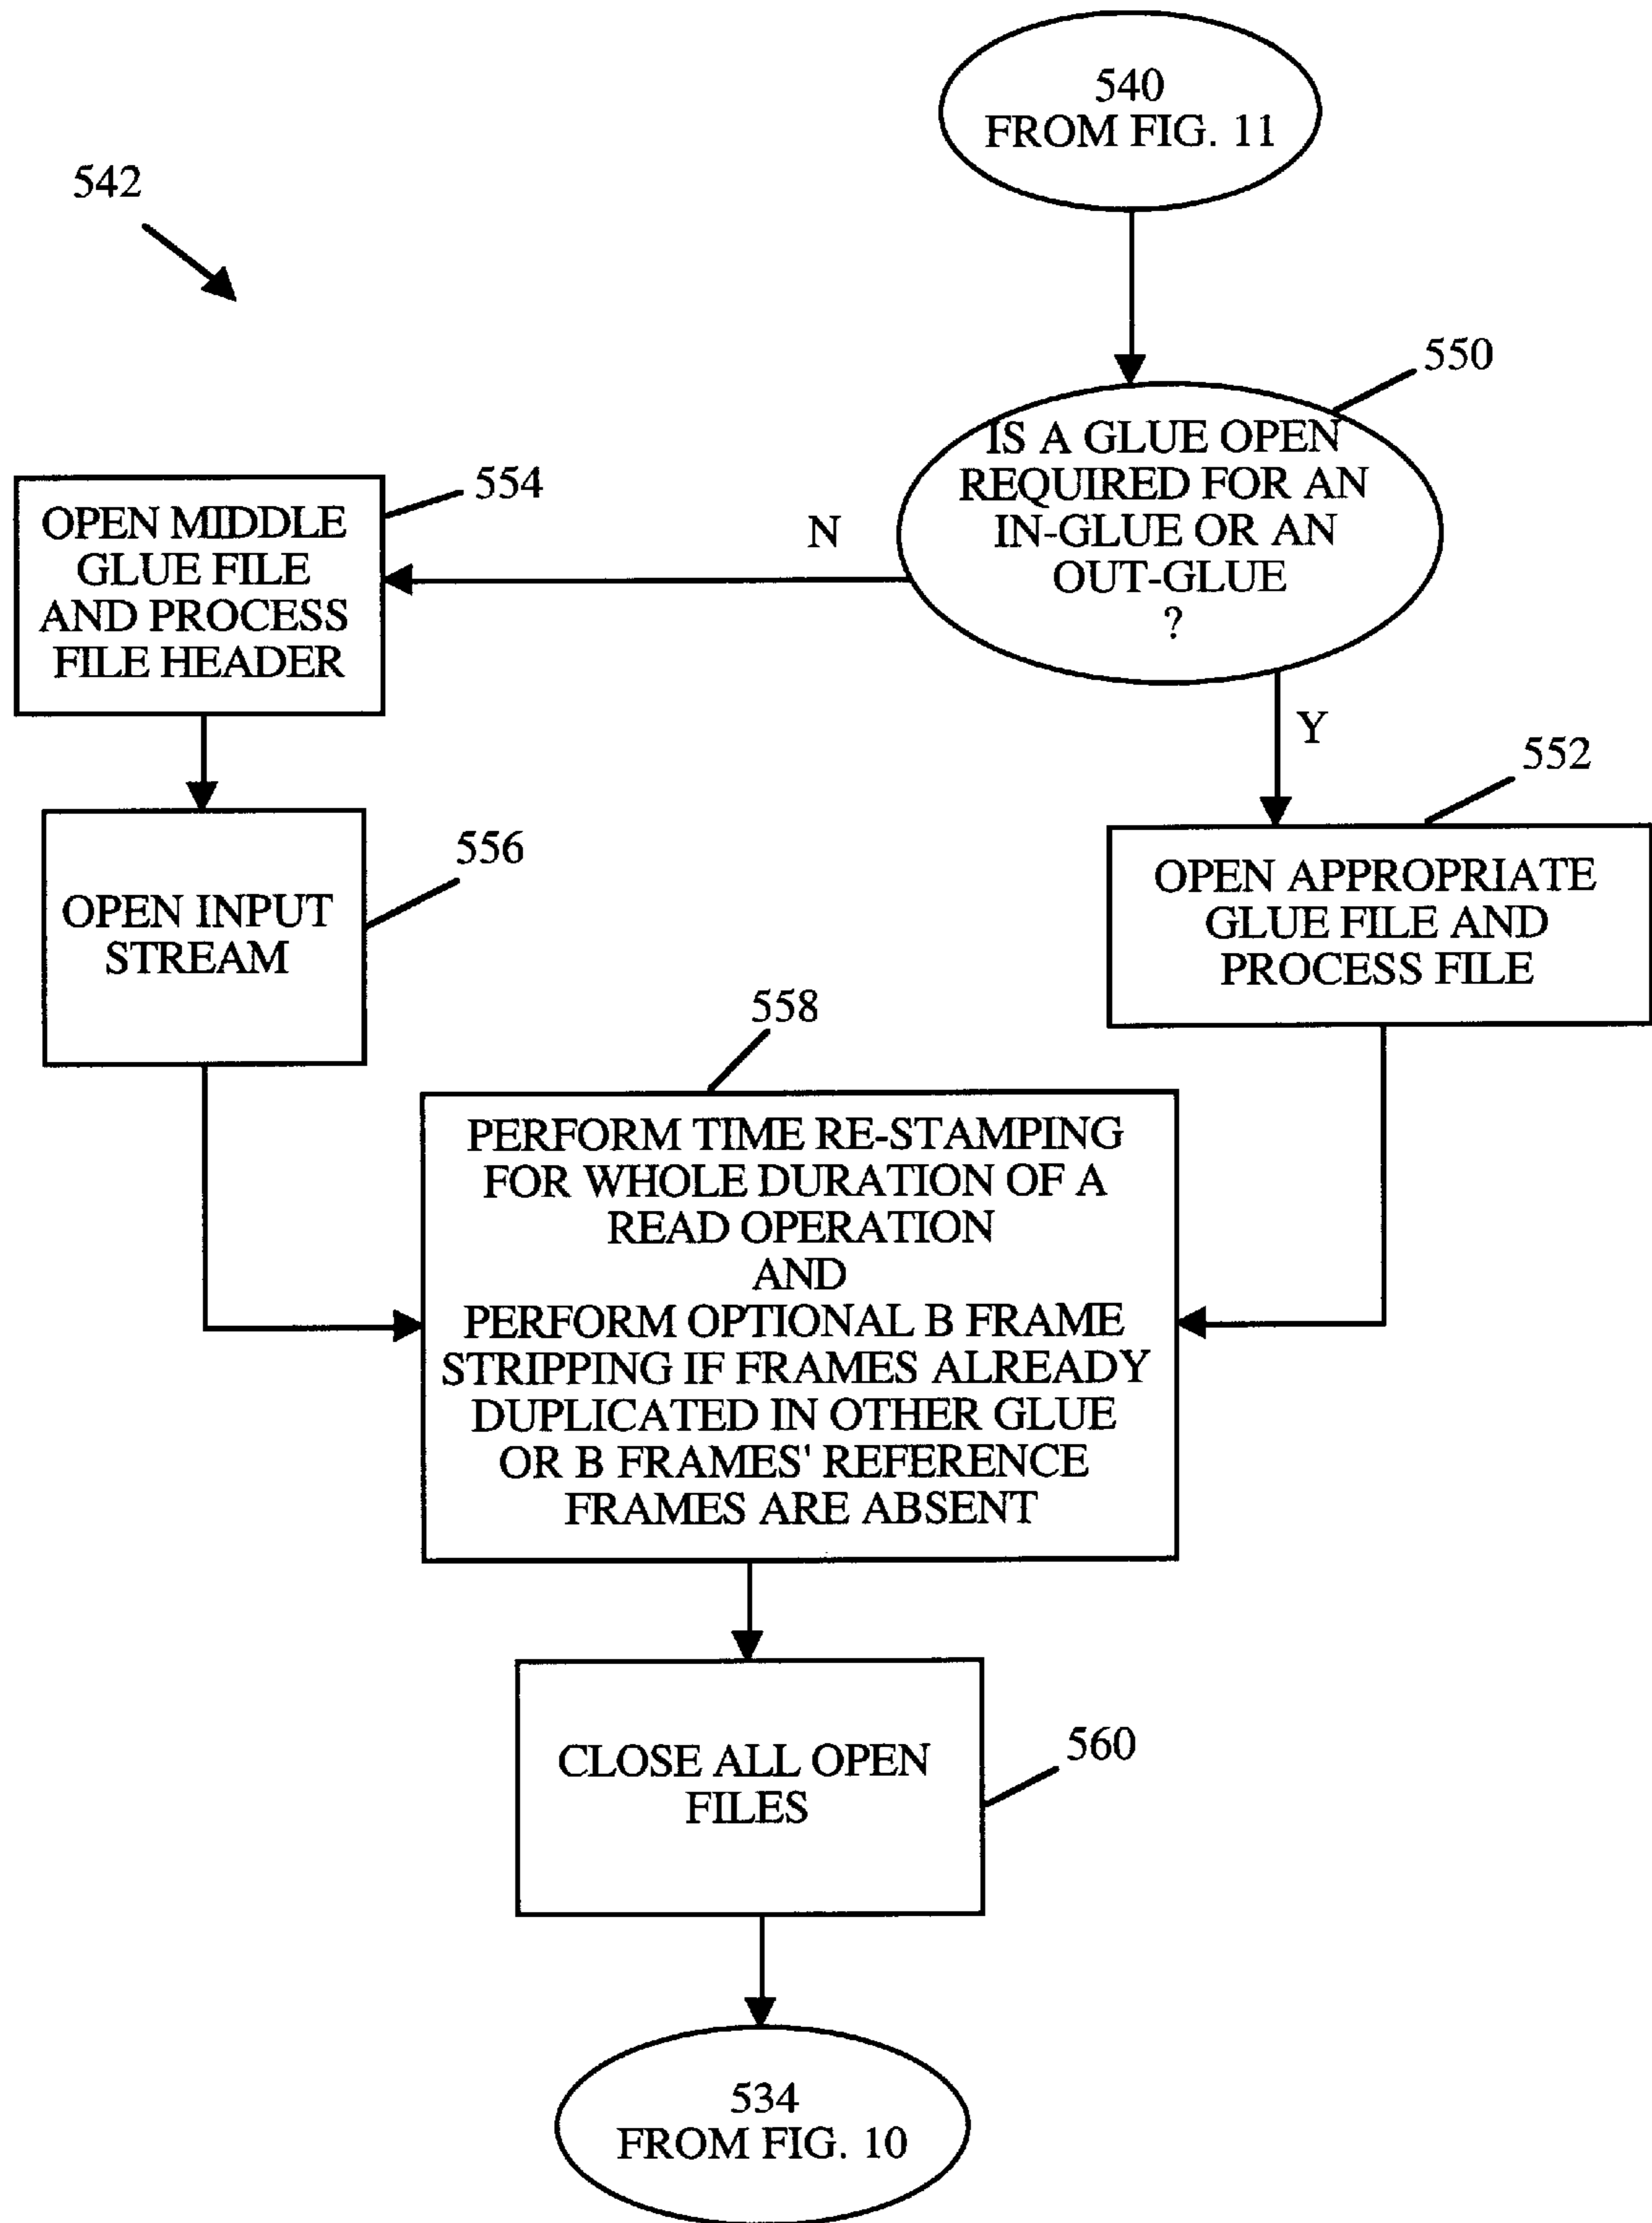 540
FROM FIG. 11
542
550
IS A GLUE OPEN
REQUIRED FOR AN
IN-GLUE OR AN
OUT-GLUE
?
N
Y
554
OPEN MIDDLE
GLUE FILE
AND PROCESS
FILE HEADER
552
OPEN APPROPRIATE
GLUE FILE AND
PROCESS FILE
556
OPEN INPUT
STREAM
558
PERFORM TIME RE-STAMPING
FOR WHOLE DURATION OF A
READ OPERATION
AND
PERFORM OPTIONAL B FRAME
STRIPPING IF FRAMES ALREADY
DUPLICATED IN OTHER GLUE
OR B FRAMES' REFERENCE
FRAMES ARE ABSENT
560
CLOSE ALL OPEN
FILES
534
FROM FIG. 10